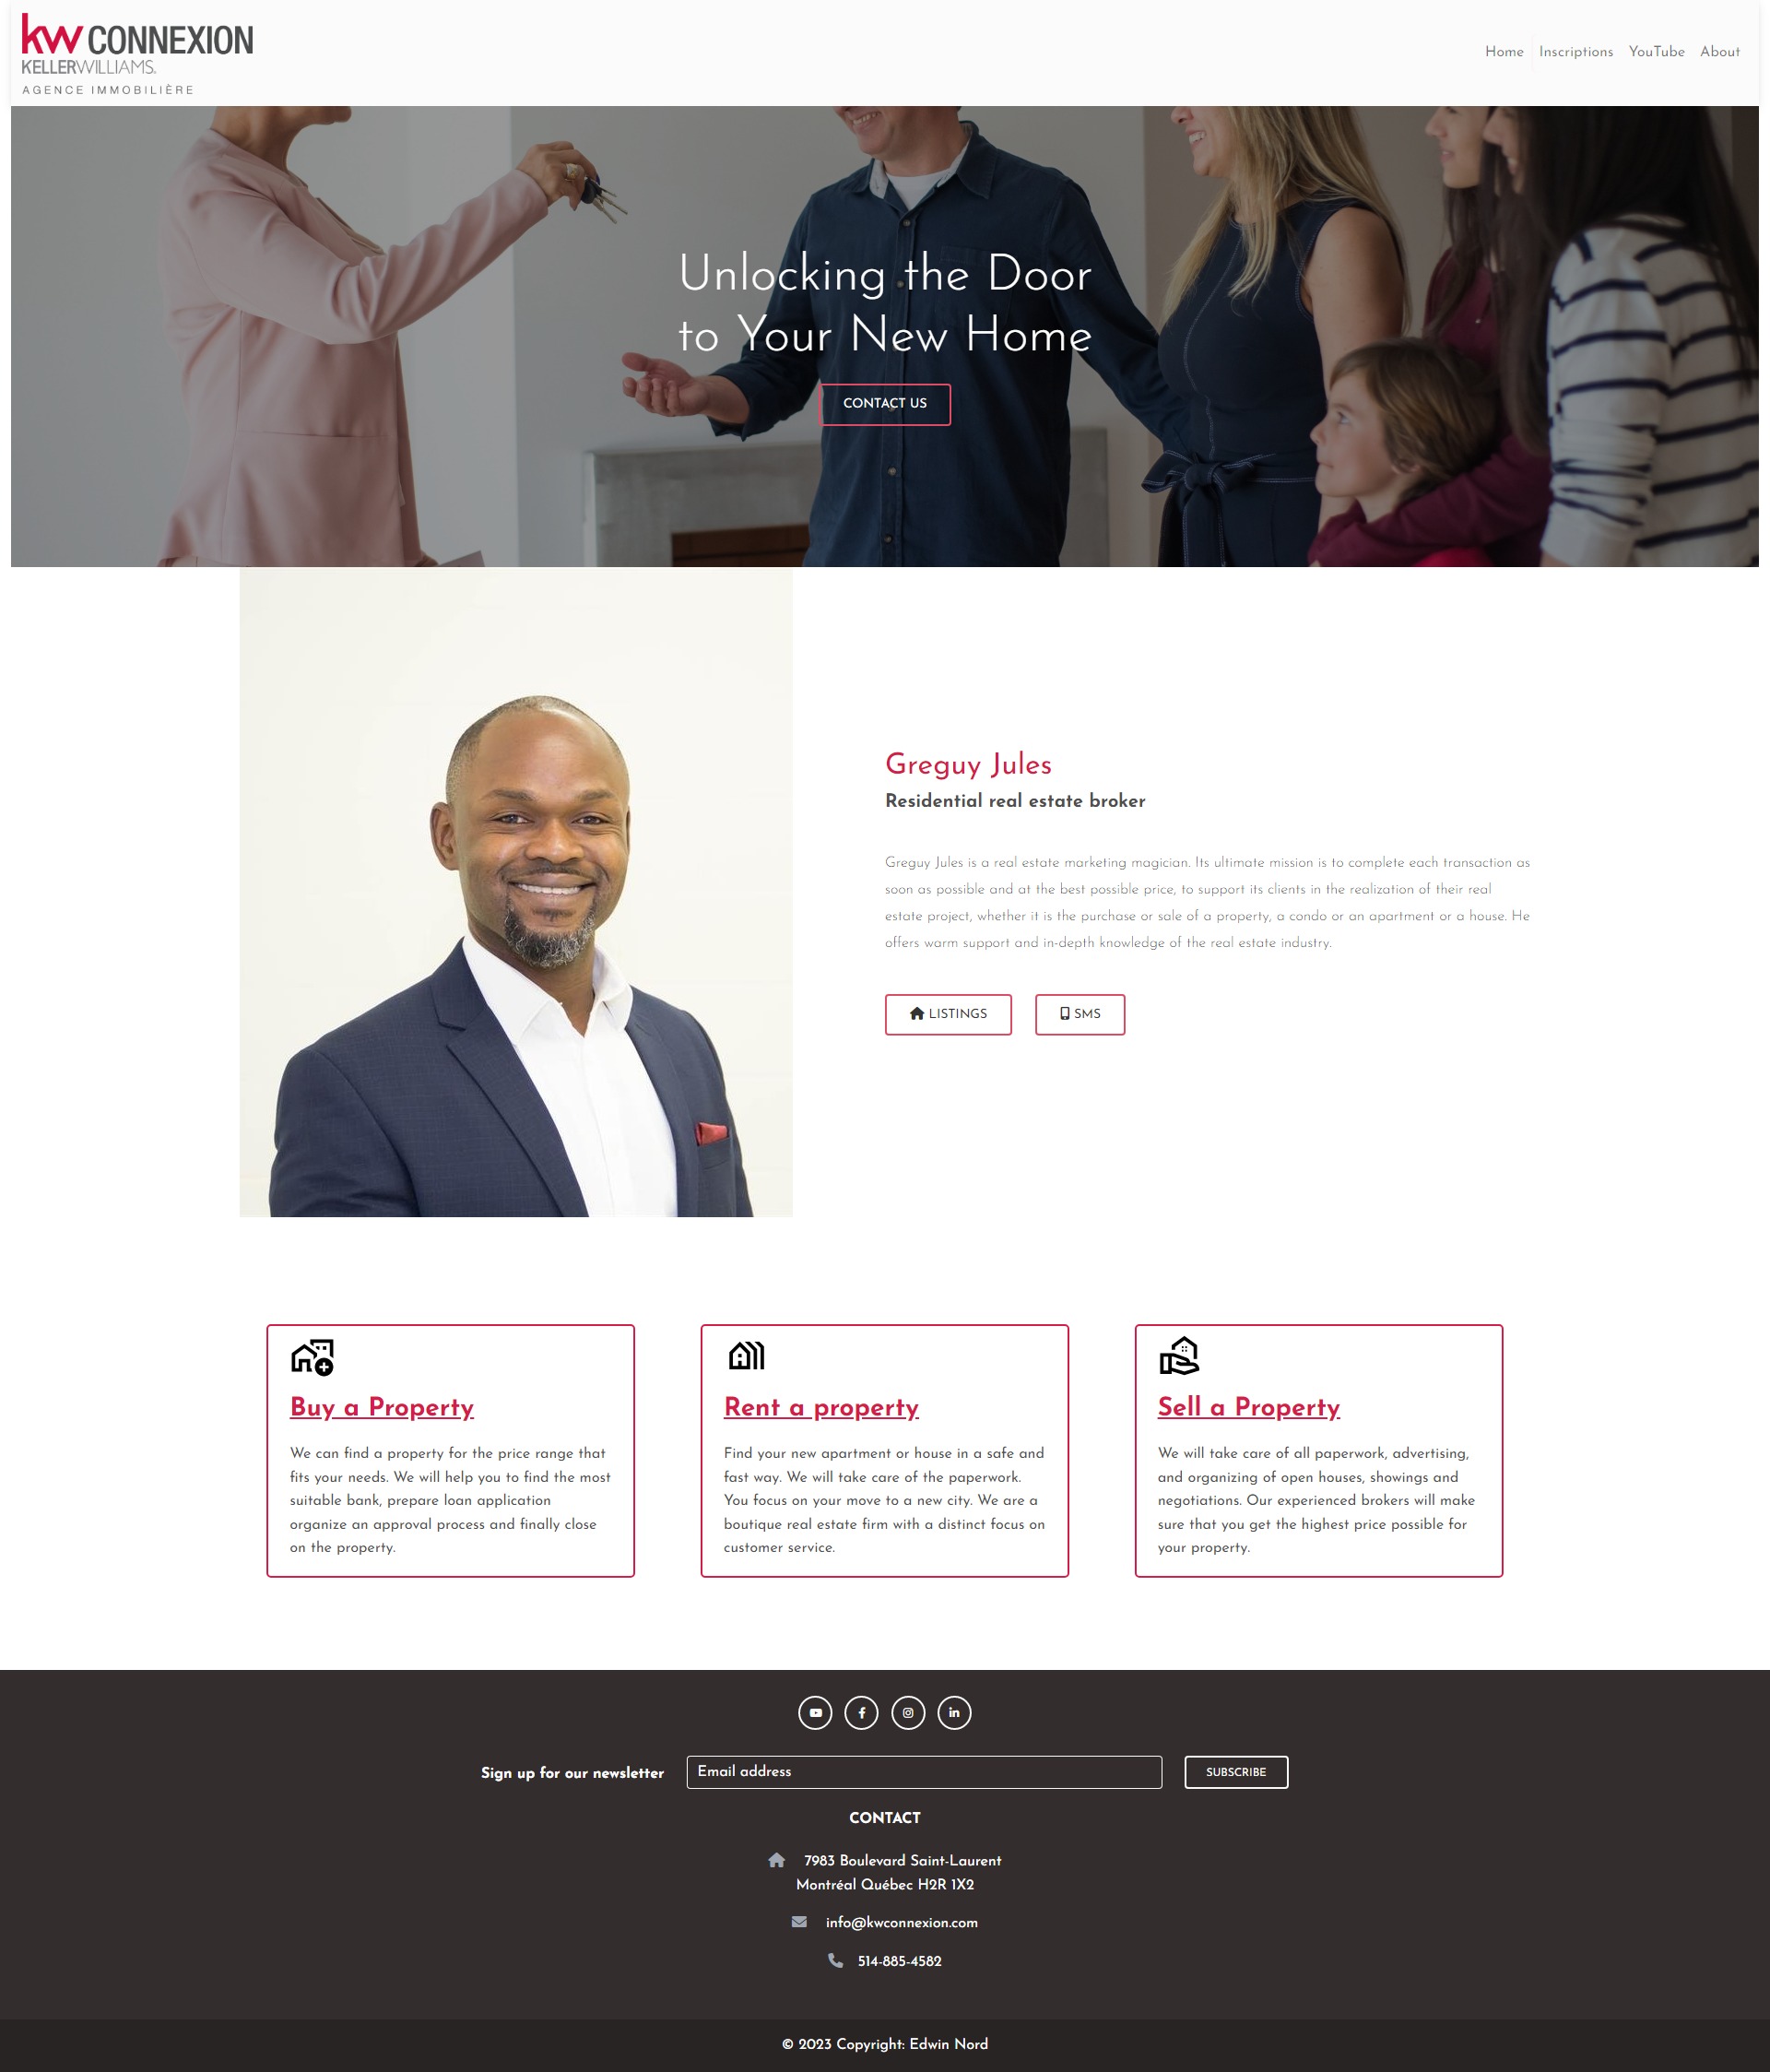 kw CONNEXION
KELLERWILLIAMS.
AGENCE IMMOBILIÈRE
Home Inscriptions YouTube About
Unlocking the Door
to Your New Home
CONTACT US
Greguy Jules
Residential real estate broker
Greguy Jules is a real estate marketing magician. Its ultimate mission is to complete each transaction as
soon as possible and at the best possible price, to support its clients in the realization of their real
estate project, whether it is the purchase or sale of a property, a condo or an apartment or a house. He
offers warm support and in-depth knowledge of the real estate industry.
LISTINGS SMS
Buy a Property
We can find a property for the price range that
fits your needs. We will help you to find the most
suitable bank, prepare loan application
organize an approval process and finally close
on the property.
Rent a property
Find your new apartment or house in a safe and
fast way. We will take care of the paperwork.
You focus on your move to a new city. We are a
boutique real estate firm with a distinct focus on
customer service.
Sell a Property
We will take care of all paperwork, advertising,
and organizing of open houses, showings and
negotiations. Our experienced brokers will make
sure that you get the highest price possible for
your property.
Sign up for our newsletter Email address SUBSCRIBE
CONTACT
7983 Boulevard Saint-Laurent
Montréal Québec H2R 1X2
info@kwconnexion.com
514-885-4582
© 2023 Copyright: Edwin Nord